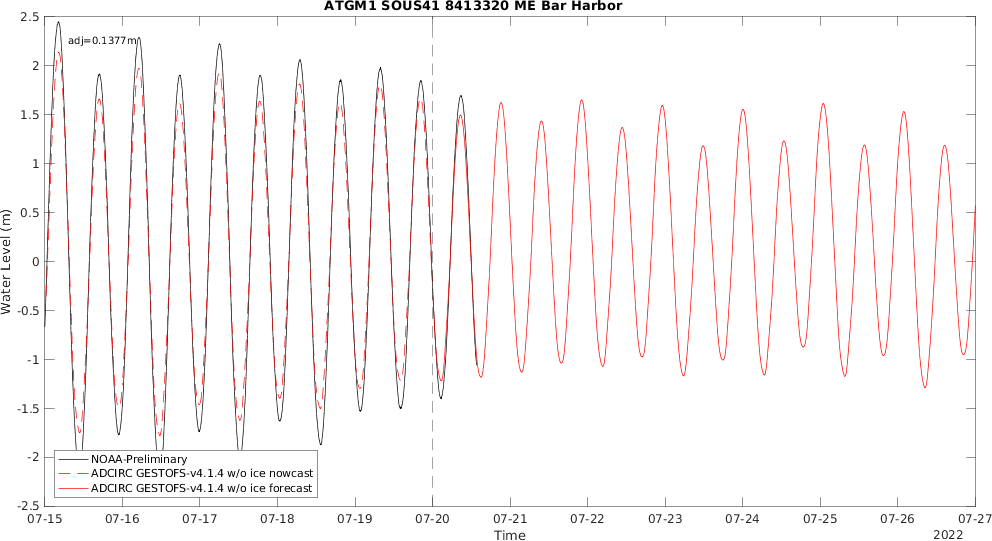 ATGM1 SOUS41 8413320 ME Bar Harbor
adj=0.1377m
2.5
2
1.5
1
0.5
0
-0.5
-1
-1.5
-2
-2.5
Water Level (m)
NOAA-Preliminary
ADCIRC GESTOFS-v4.1.4 w/o ice nowcast
ADCIRC GESTOFS-v4.1.4 w/o ice forecast
07-15 07-16 07-17 07-18 07-19 07-20 07-21 07-22 07-23 07-24 07-25 07-26 07-27
Time
2022